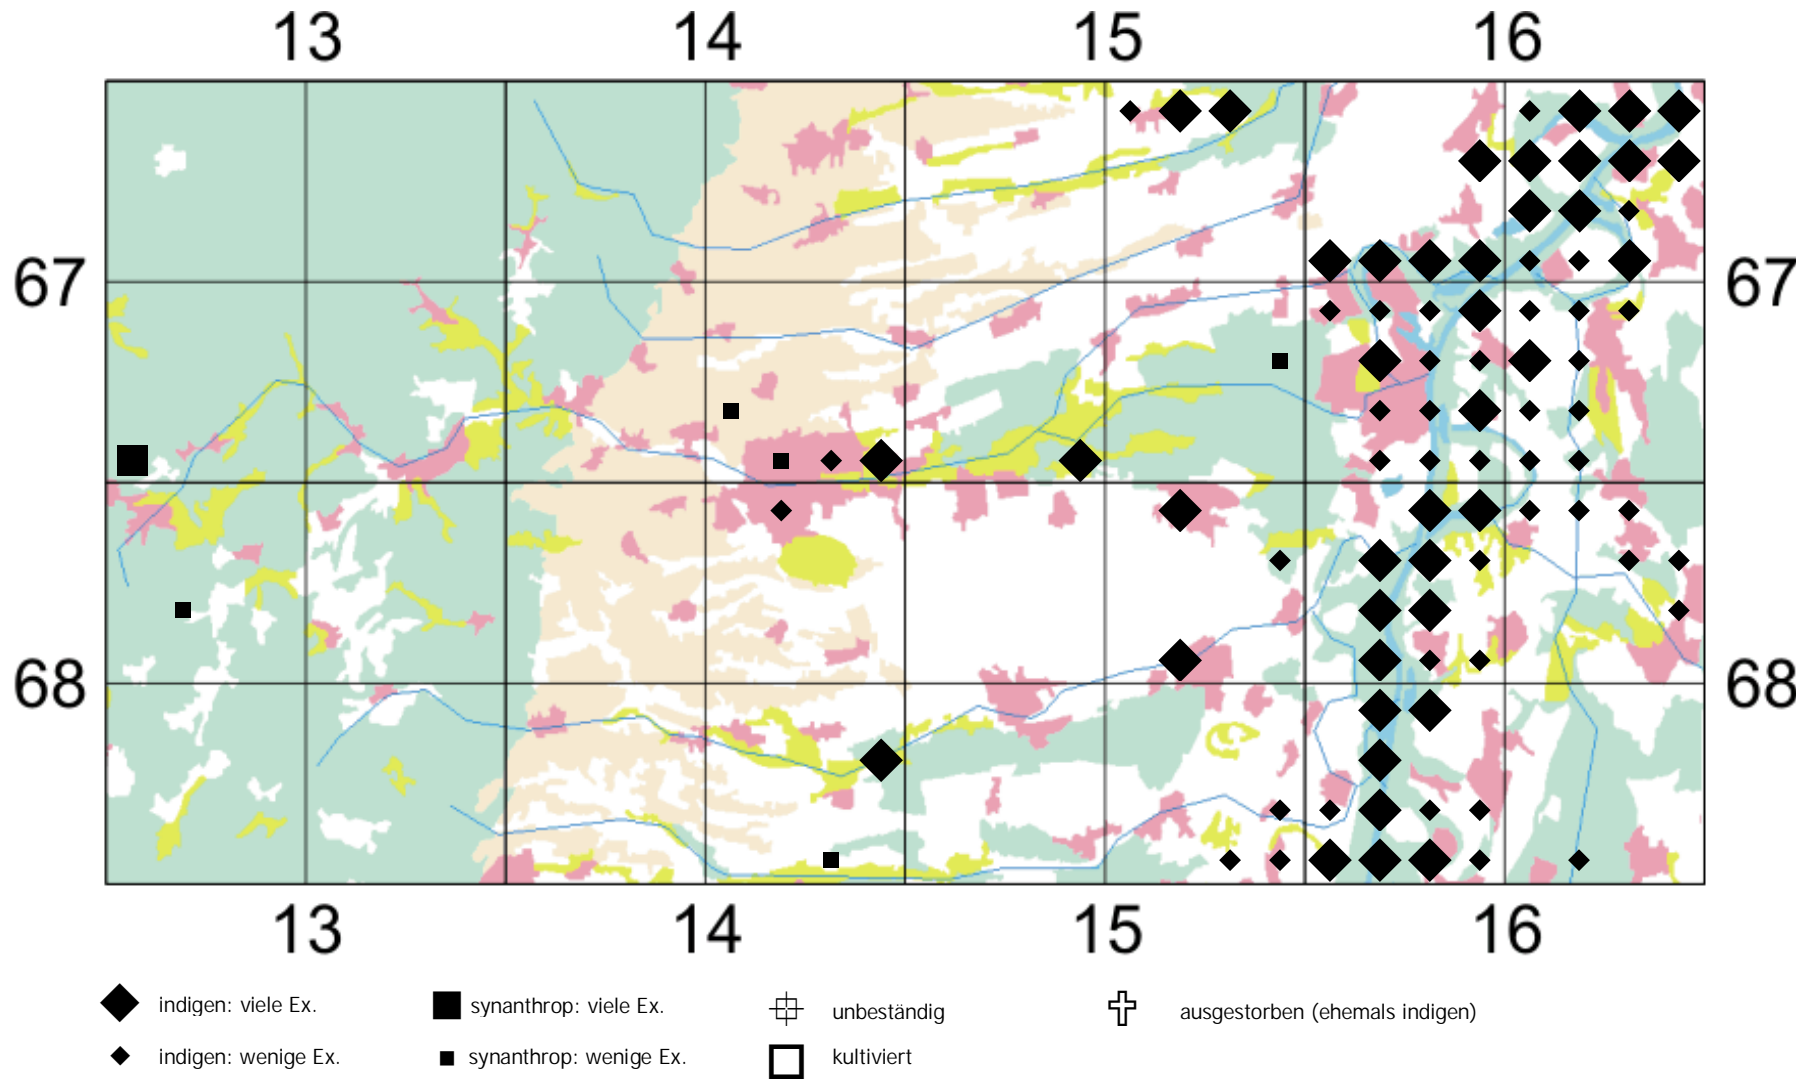 13 14 15 16
67 67
68 68
13 14 15 16
indigen: viele Ex. synanthrop: viele Ex. unbeständig ausgestorben (ehemals indigen)
indigen: wenige Ex. synanthrop: wenige Ex. kultiviert